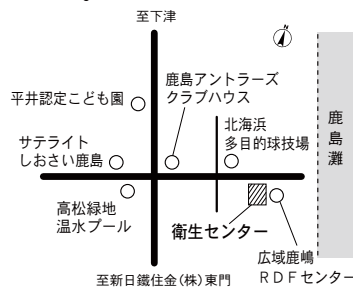 至下津
N
平井認定こども園
鹿島アントラーズ
クラブハウス
北海浜
多目的球技場
鹿島灘
サテライト
しおさい鹿島
高松緑地
温水プール
衛生センター
広域鹿嶋
RDFセンター
至新日鐵住金(株)東門